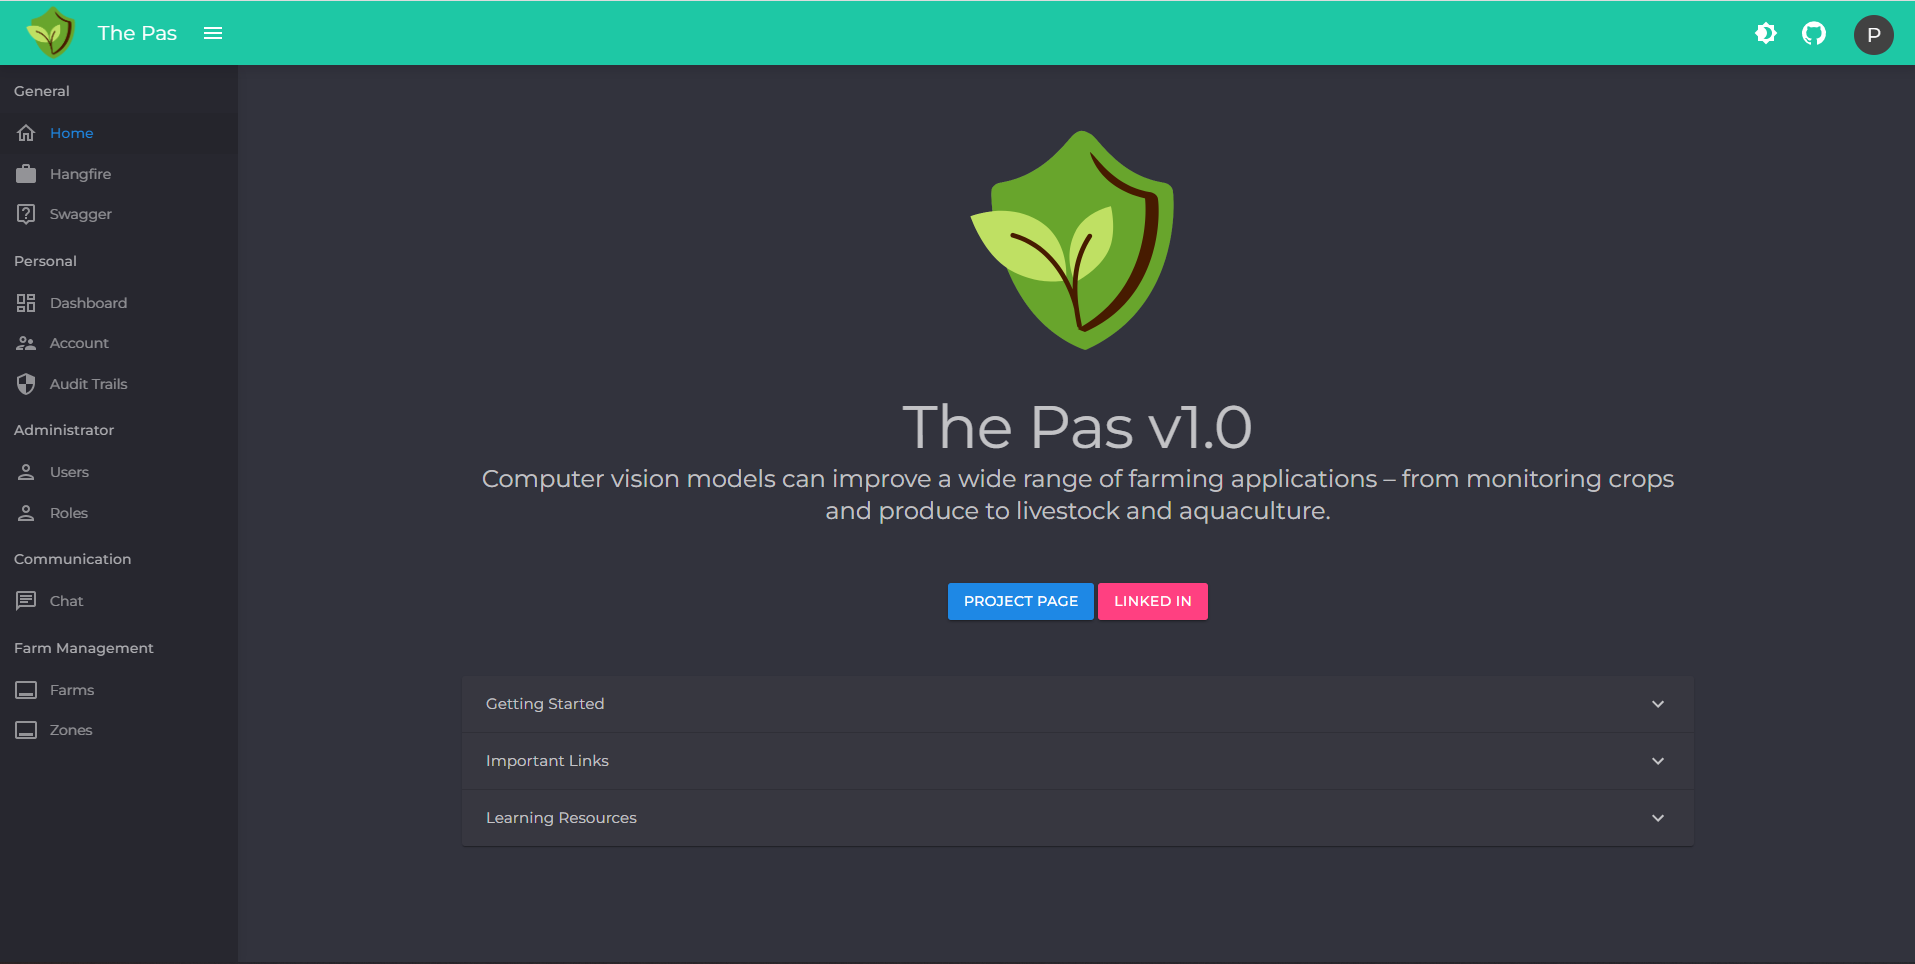 The Pas
P
General
Home
Hangfire
Swagger
Personal
Dashboard
Account
Audit Trails
Administrator
Users
Roles
Communication
Chat
Farm Management
Farms
Zones
The Pas v1.0
Computer vision models can improve a wide range of farming applications – from monitoring crops
and produce to livestock and aquaculture.
PROJECT PAGE
LINKED IN
Getting Started
Important Links
Learning Resources